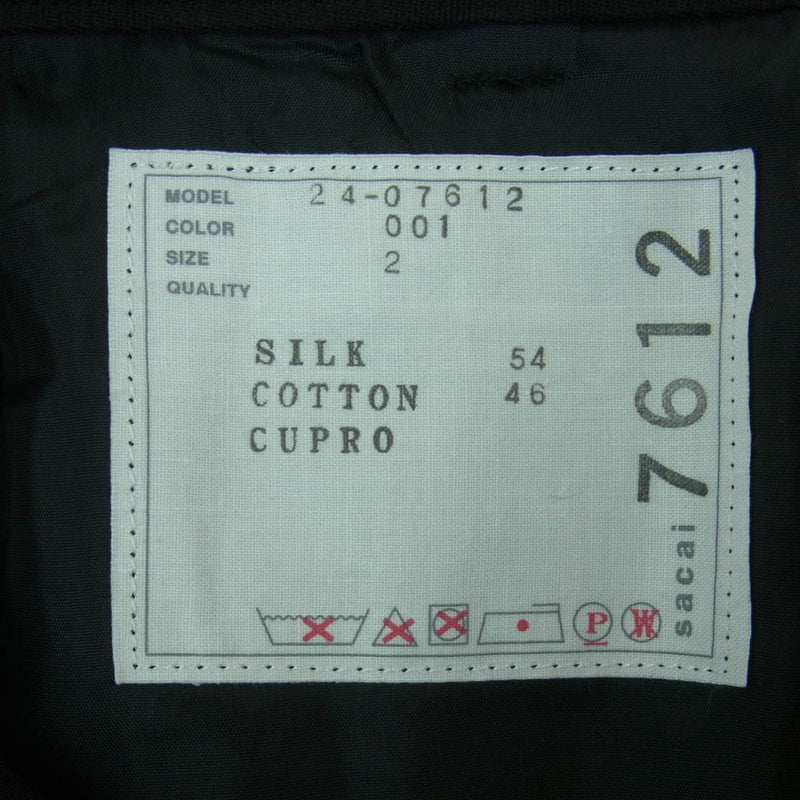 MODEL 24-07612
COLOR 001
SIZE 2
QUALITY
SILK 54
COTTON 46
CUPRO
P
W
sacai 7612